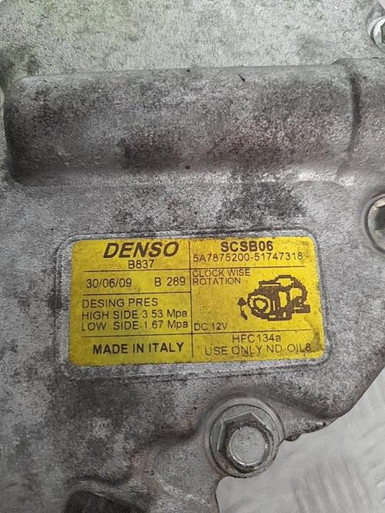 DENSO
B837
30/06/09 B 289
DESING PRES
HIGH SIDE 3.53 Mpa
LOW SIDE 1.67 Mpa
MADE IN ITALY
SCSB06
5A7875200-51747318
CLOCK WISE
ROTATION
DC 12V
HFC134a
USE ONLY ND-OIL8